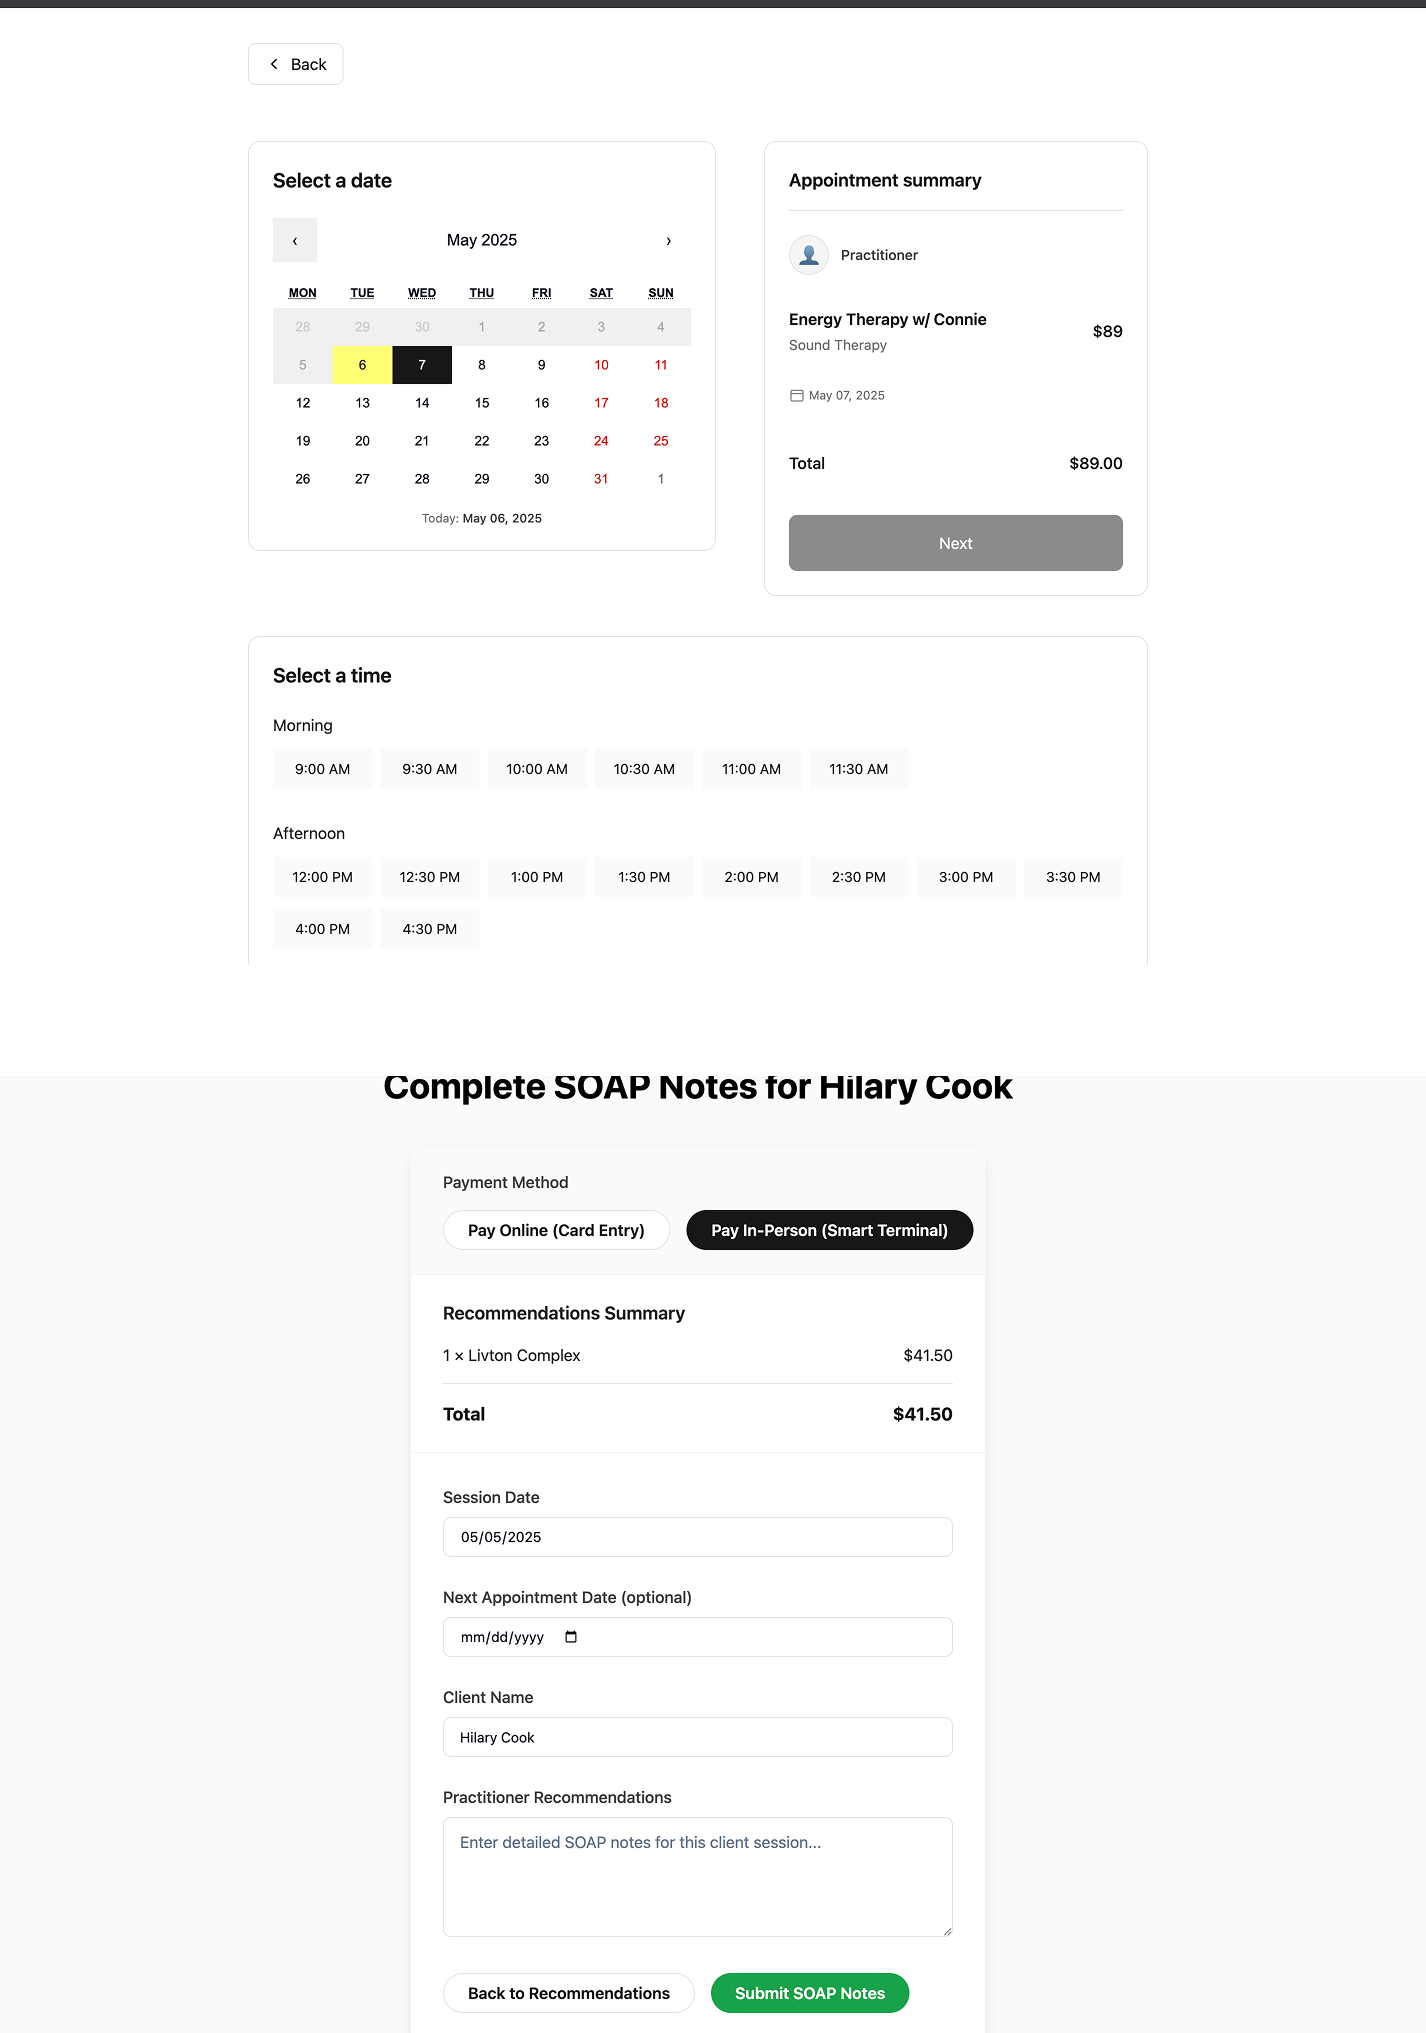 Back
Select a date
‹ May 2025 ›
MON TUE WED THU FRI SAT SUN
28 29 30 1 2 3 4
5 6 7 8 9 10 11
12 13 14 15 16 17 18
19 20 21 22 23 24 25
26 27 28 29 30 31 1
Today: May 06, 2025
Appointment summary
Practitioner
Energy Therapy w/ Connie
$89
Sound Therapy
May 07, 2025
Total $89.00
Next
Select a time
Morning
9:00 AM 9:30 AM 10:00 AM 10:30 AM 11:00 AM 11:30 AM
Afternoon
12:00 PM 12:30 PM 1:00 PM 1:30 PM 2:00 PM 2:30 PM 3:00 PM 3:30 PM
4:00 PM 4:30 PM
Complete SOAP Notes for Hilary Cook
Payment Method
Pay Online (Card Entry) Pay In-Person (Smart Terminal)
Recommendations Summary
1 × Livton Complex $41.50
Total $41.50
Session Date
05/05/2025
Next Appointment Date (optional)
mm/dd/yyyy
Client Name
Hilary Cook
Practitioner Recommendations
Enter detailed SOAP notes for this client session...
Back to Recommendations Submit SOAP Notes